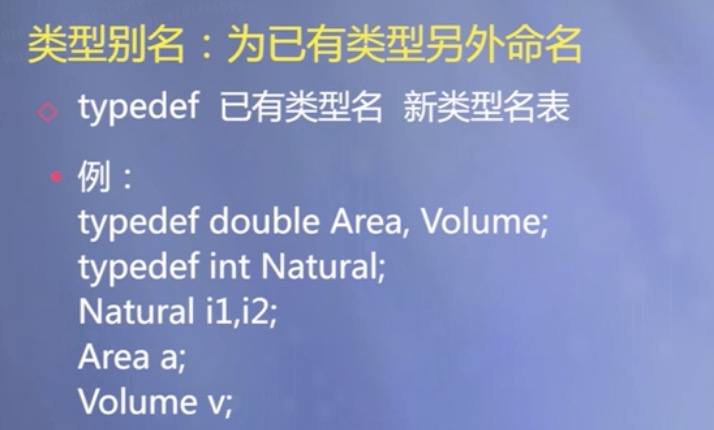 类型别名：为已有类型另外命名
typedef 已有类型名 新类型名表
例：
typedef double Area, Volume;
typedef int Natural;
Natural i1,i2;
Area a;
Volume v;